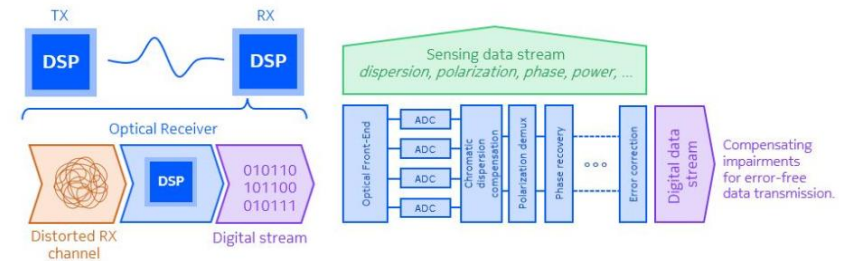 TX
RX
DSP
DSP
Optical Receiver
DSP
010110
101100
010111
Distorted RX
channel
Digital stream
Sensing data stream
dispersion, polarization, phase, power, ...
Optical Front-End
ADC
ADC
ADC
ADC
Chromatic
dispersion
compensation
Polarization demux
Phase recovery
Error correction
Digital data
stream
Compensating
impairments
for error-free
data transmission.